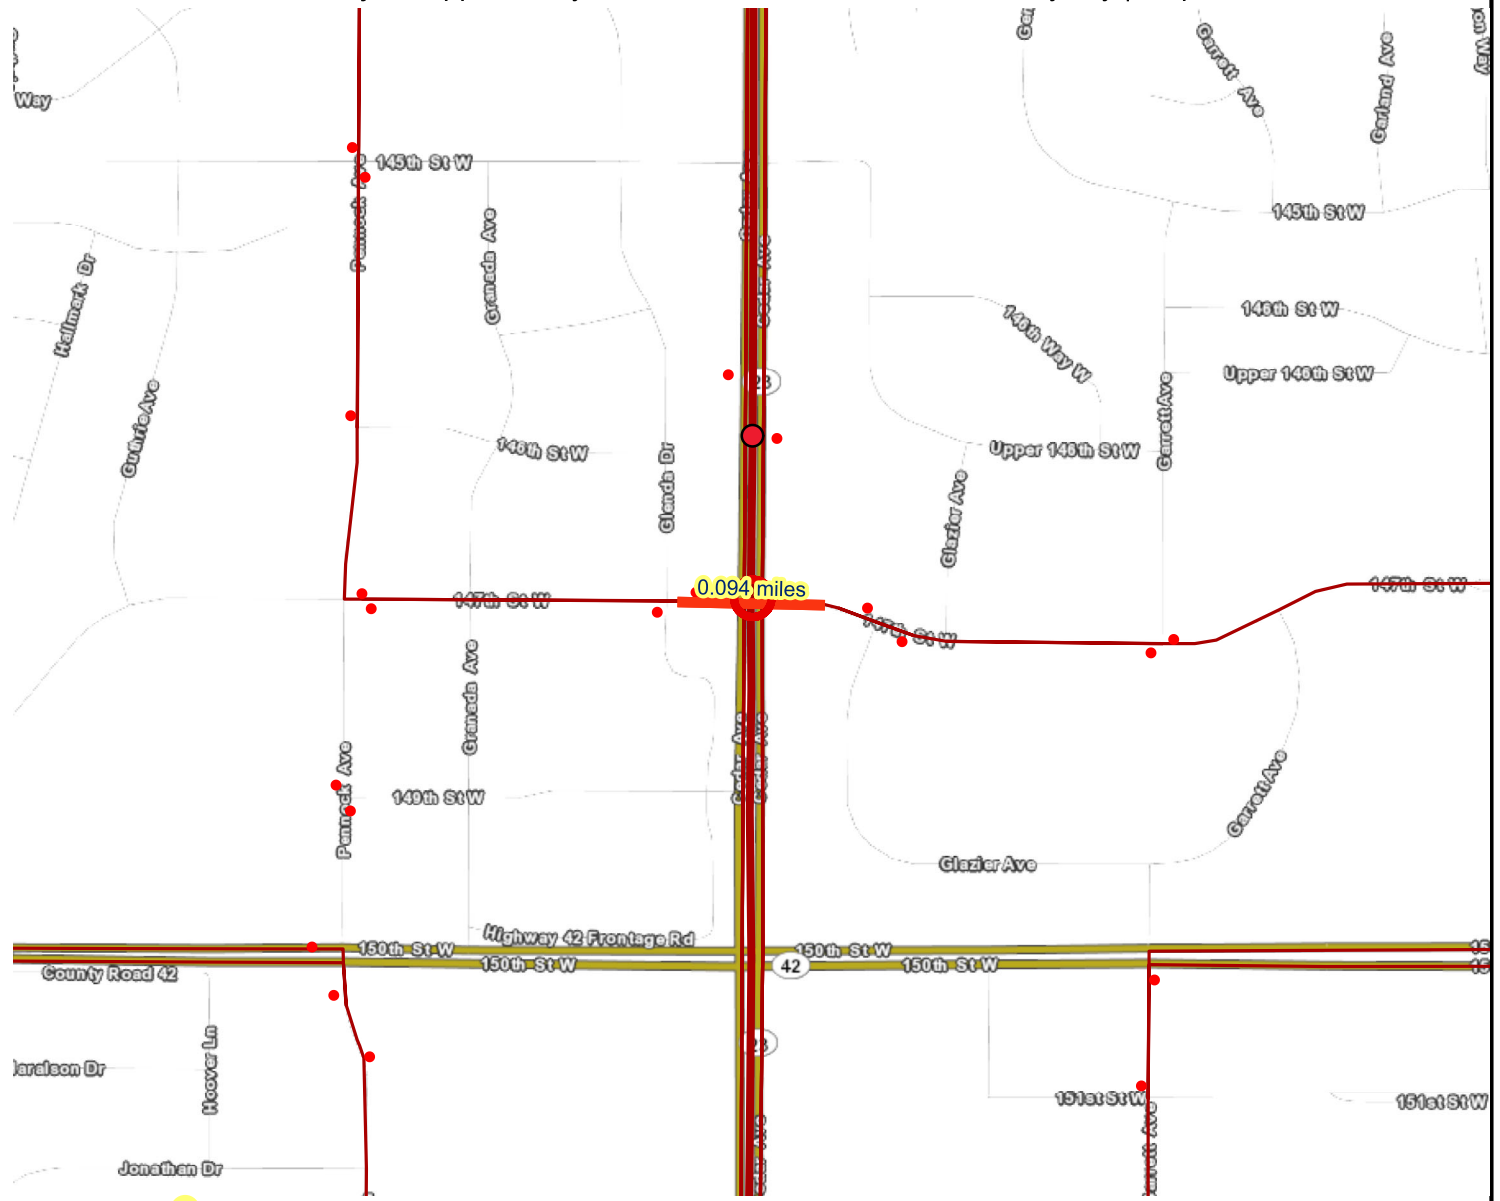 Way
Garrett Ave
Garland Ave
145th St W
Pennock Ave
Granada Ave
145th St W
Hallmark Dr
Cedar Ave
146th St W
146th Way W
Upper 146th St W
Guthrie Ave
Garrett Ave
146th St W
Glenda Dr
Upper 146th St W
Glazier Ave
0.094 miles
147th St W
147th St W
147th St W
Granada Ave
Cedar Ave
Cedar Ave
Pennock Ave
149th St W
Garrett Ave
Glazier Ave
Highway 42 Frontage Rd
150th St W
150th St W
150th St W
42
150th St W
County Road 42
Hoover Ln
151st St W
151st St W
Jonathan Dr